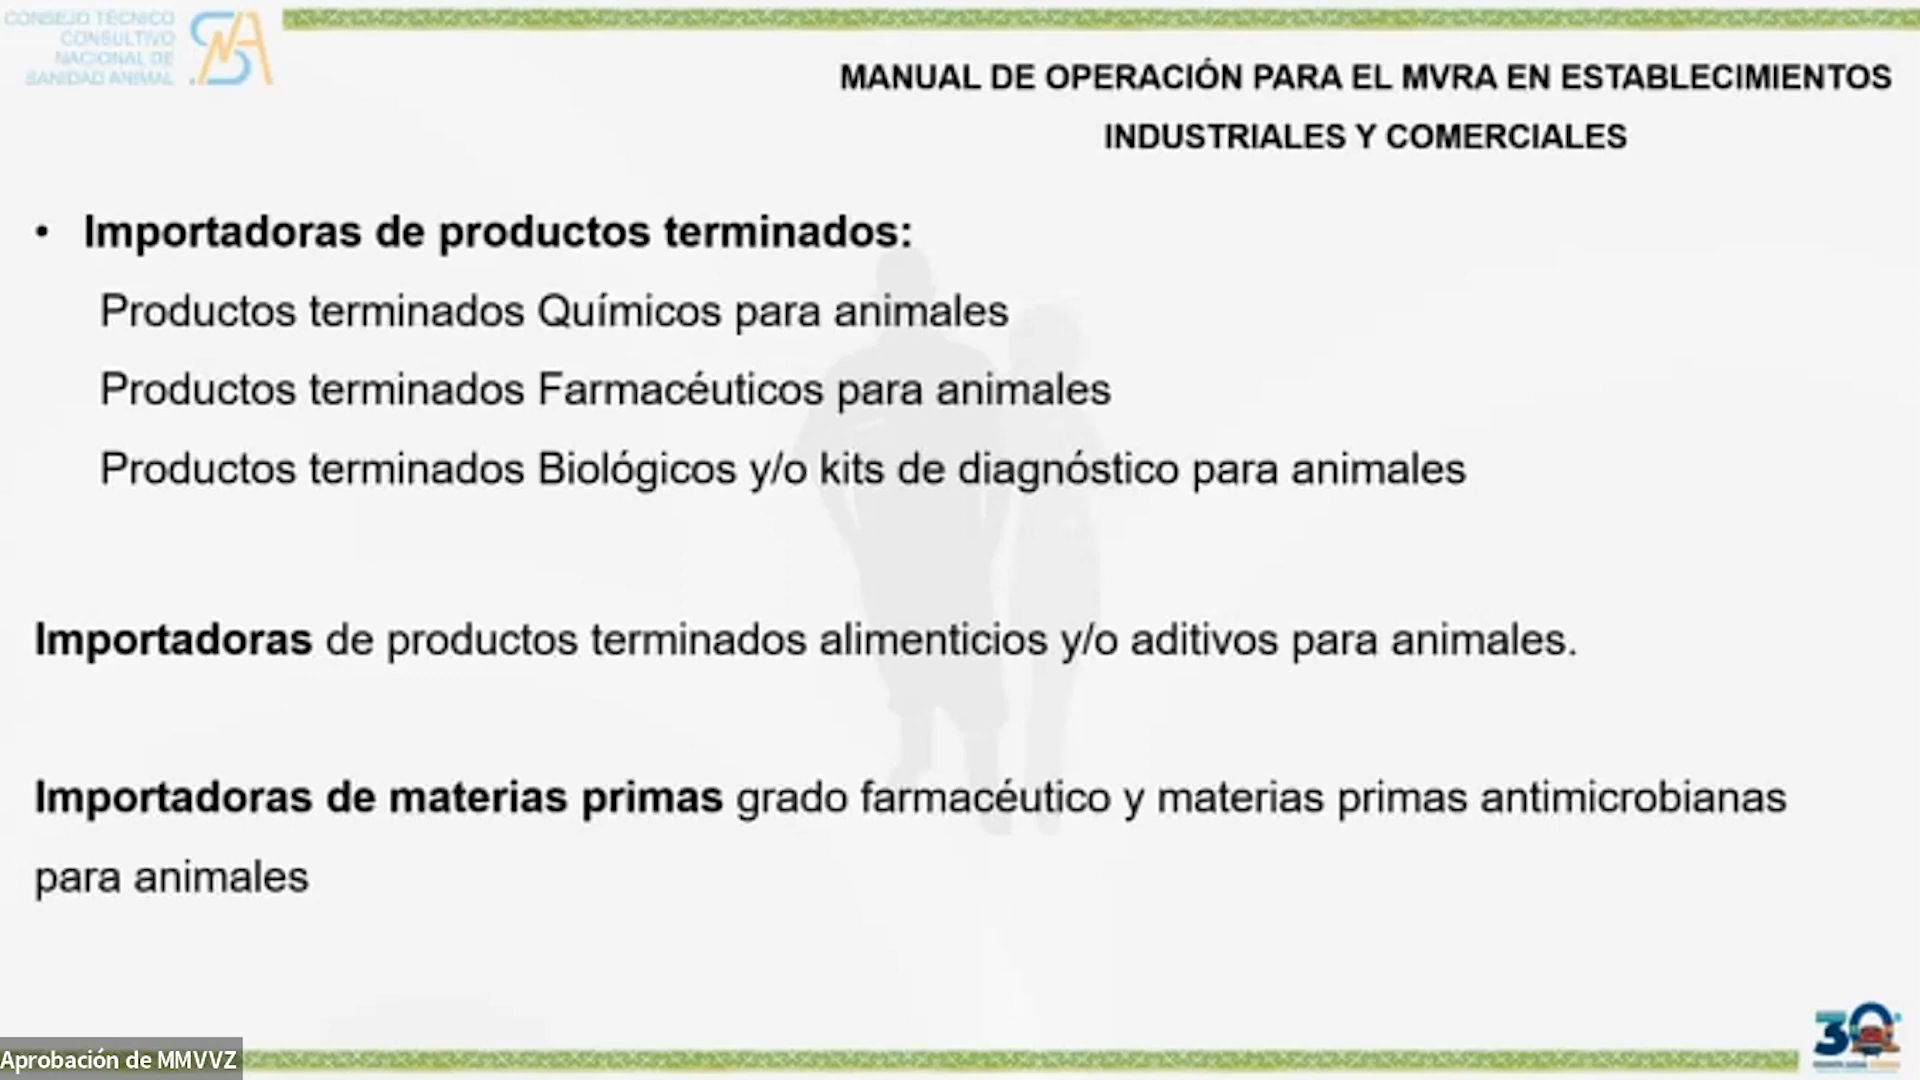 CONSEJO TÉCNICO
CONSULTIVO
NACIONAL DE
SANIDAD ANIMAL
MANUAL DE OPERACIÓN PARA EL MVRA EN ESTABLECIMIENTOS
INDUSTRIALES Y COMERCIALES
• Importadoras de productos terminados:
Productos terminados Químicos para animales
Productos terminados Farmacéuticos para animales
Productos terminados Biológicos y/o kits de diagnóstico para animales
Importadoras de productos terminados alimenticios y/o aditivos para animales.
Importadoras de materias primas grado farmacéutico y materias primas antimicrobianas
para animales
30
Aprobación de MMVVZ